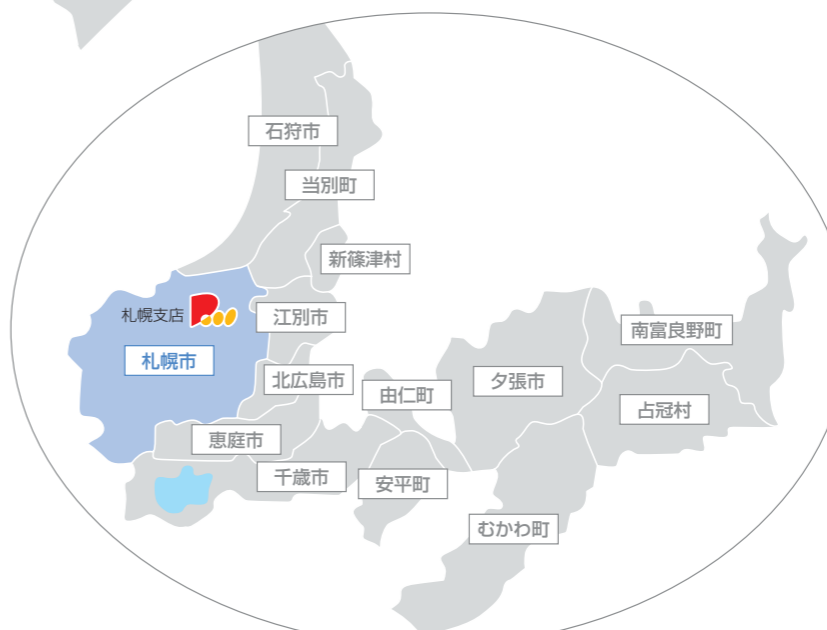 石狩市
当別町
新篠津村
札幌支店
江別市
南富良野町
札幌市
北広島市
由仁町
夕張市
占冠村
恵庭市
千歳市
安平町
むかわ町